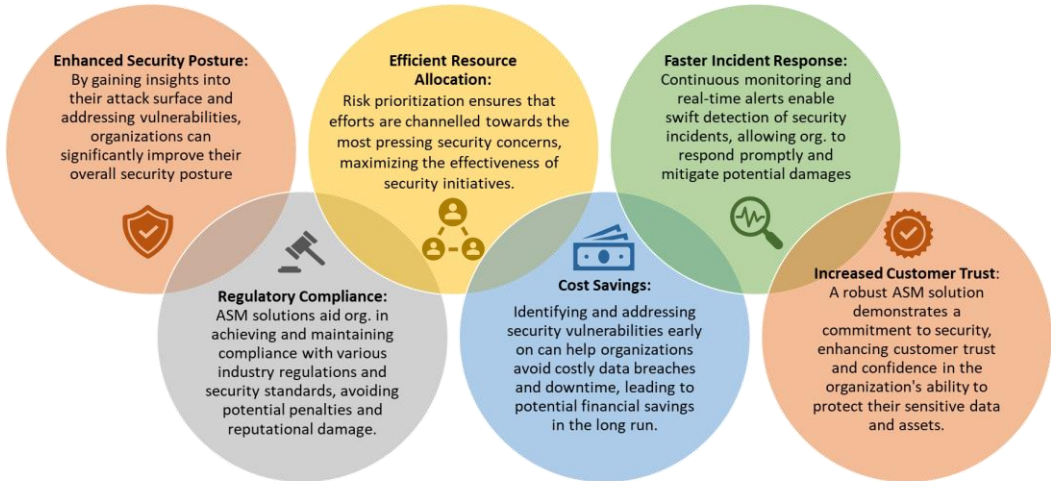 Enhanced Security Posture:
By gaining insights into
their attack surface and
addressing vulnerabilities,
organizations can
significantly improve their
overall security posture
Regulatory Compliance:
ASM solutions aid org. in
achieving and maintaining
compliance with various
industry regulations and
security standards, avoiding
potential penalties and
reputational damage.
Efficient Resource
Allocation:
Risk prioritization ensures that
efforts are channelled towards the
most pressing security concerns,
maximizing the effectiveness of
security initiatives.
Cost Savings:
Identifying and addressing
security vulnerabilities early
on can help organizations
avoid costly data breaches
and downtime, leading to
potential financial savings
in the long run.
Faster Incident Response:
Continuous monitoring and
real-time alerts enable
swift detection of security
incidents, allowing org. to
respond promptly and
mitigate potential damages
Increased Customer Trust:
A robust ASM solution
demonstrates a
commitment to security,
enhancing customer trust
and confidence in the
organization's ability to
protect their sensitive data
and assets.